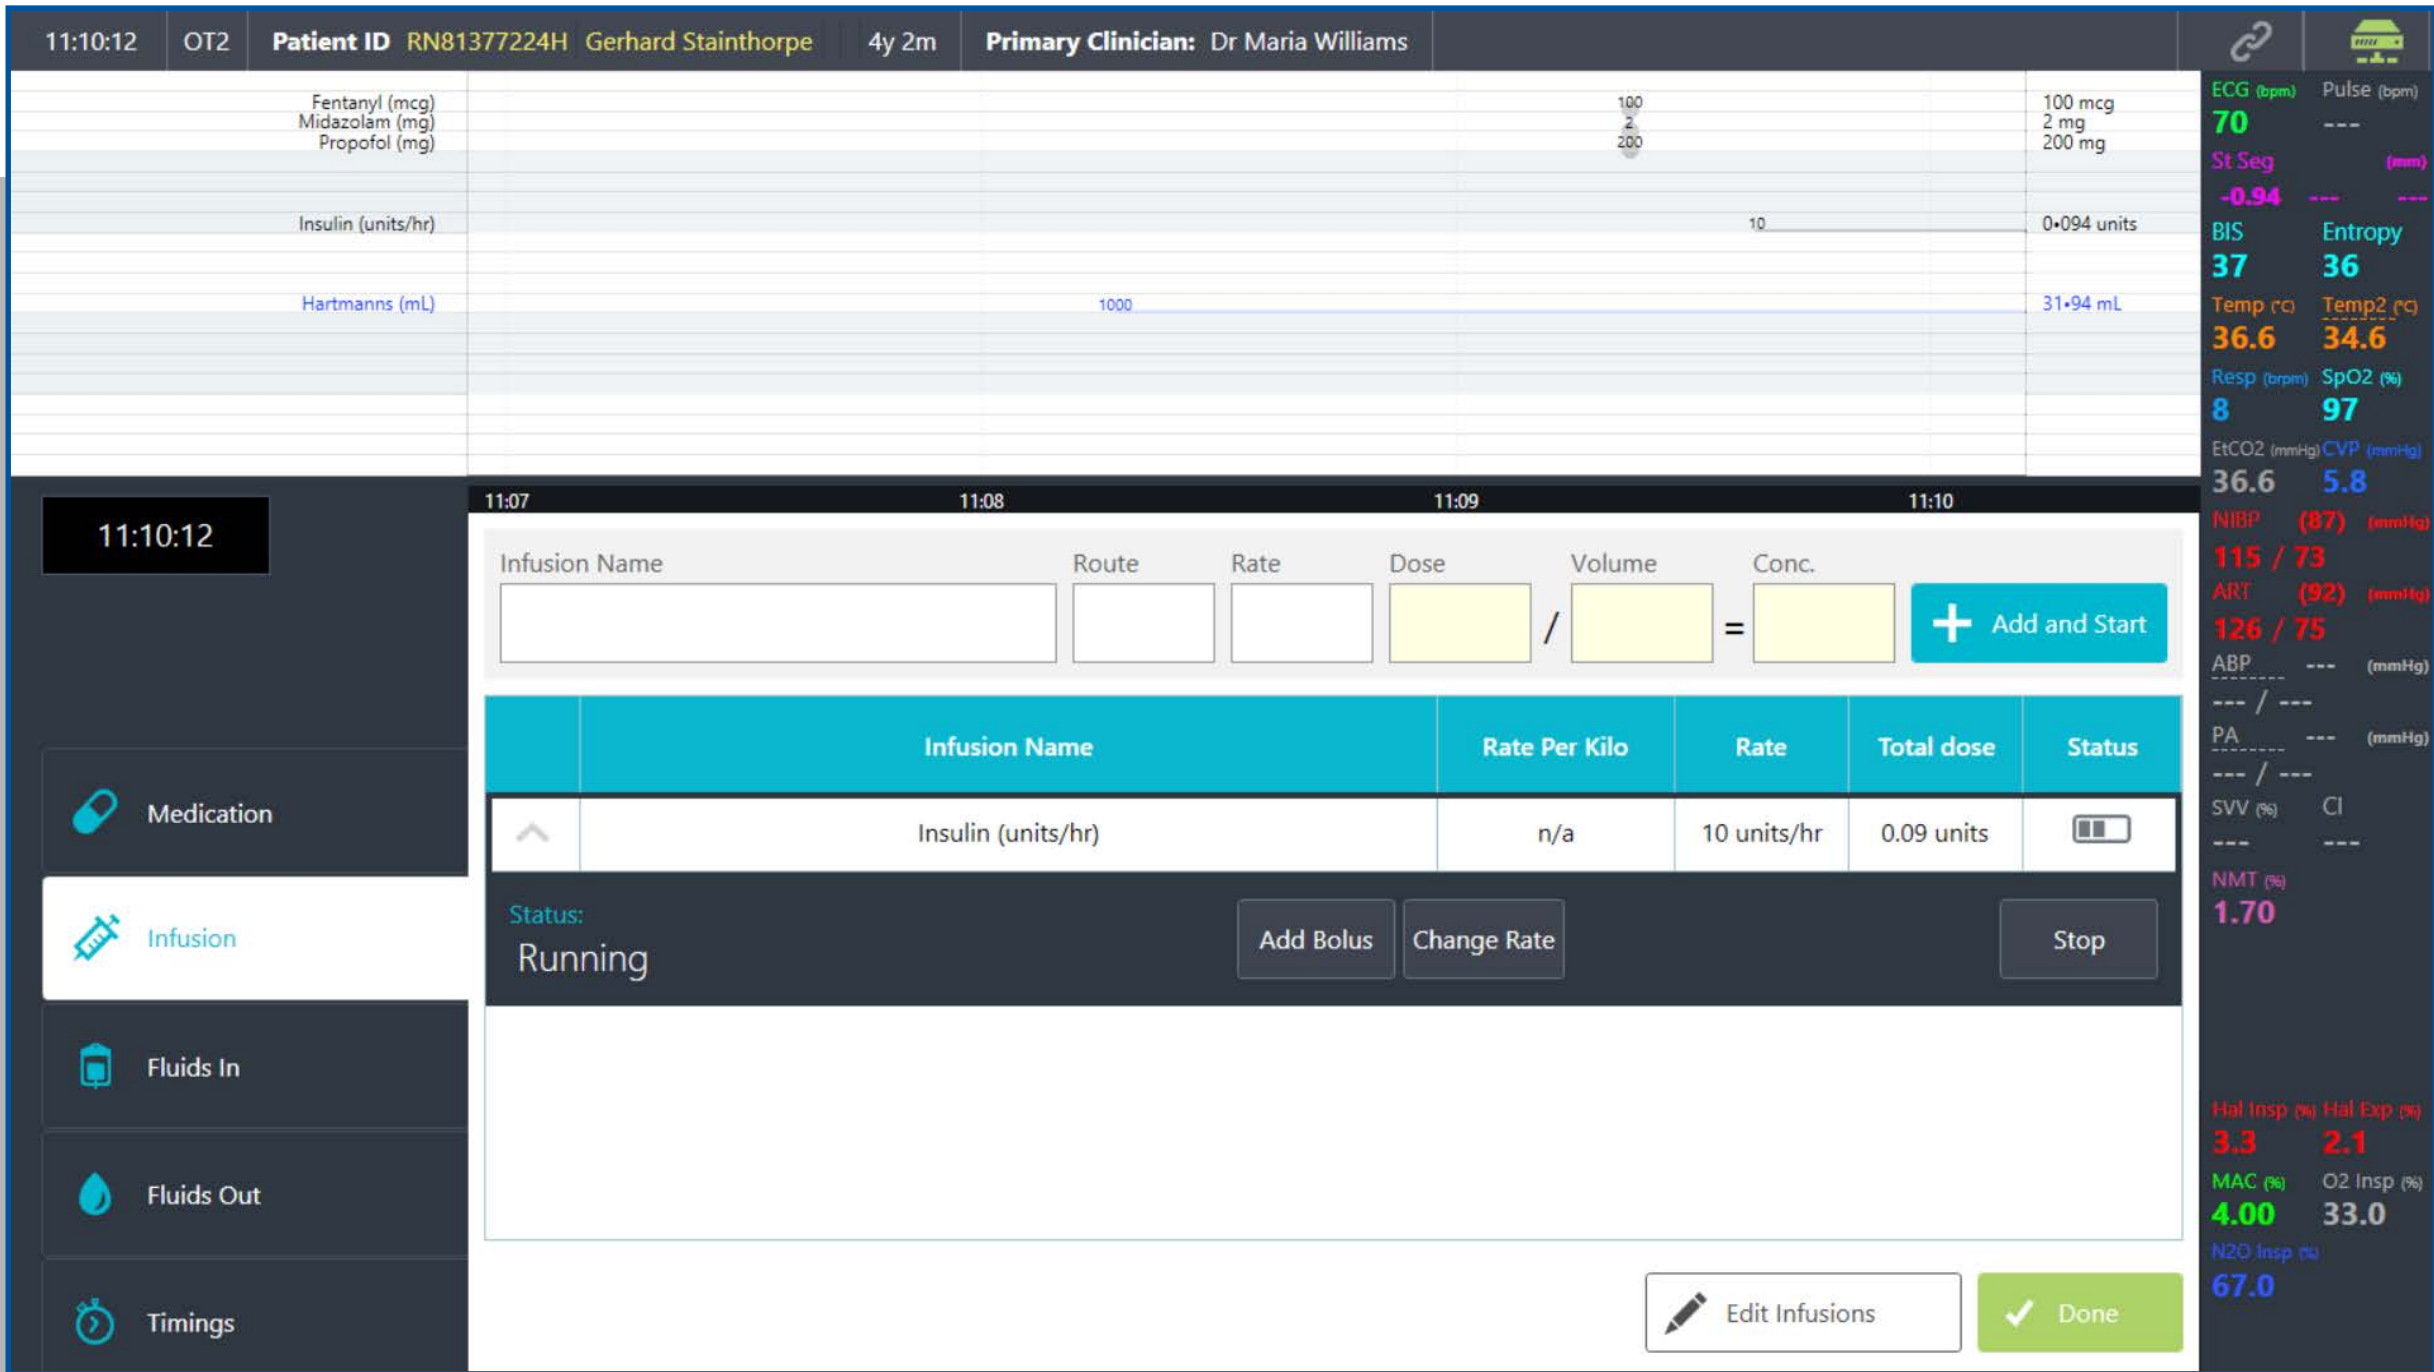 11:10:12 OT2 Patient ID RN81377224H Gerhard Stainthorpe 4y 2m Primary Clinician: Dr Maria Williams
Fentanyl (mcg) 100 100 mcg
Midazolam (mg) 2 2 mg
Propofol (mg) 200 200 mg
Insulin (units/hr) 10 0•094 units
Hartmanns (mL) 1000 31•94 mL
11:07 11:08 11:09 11:10
11:10:12
Medication
Infusion
Fluids In
Fluids Out
Timings
Infusion Name Route Rate Dose Volume Conc.
/ = + Add and Start
Infusion Name Rate Per Kilo Rate Total dose Status
Insulin (units/hr) n/a 10 units/hr 0.09 units
Status:
Running Add Bolus Change Rate Stop
Edit Infusions Done
ECG (bpm) Pulse (bpm)
70 ---
St Seg (mm)
-0.94 --- ---
BIS Entropy
37 36
Temp (°C) Temp2 (°C)
36.6 34.6
Resp (brpm) SpO2 (%)
8 97
EtCO2 (mmHg) CVP (mmHg)
36.6 5.8
NIBP (87) (mmHg)
115 / 73
ART (92) (mmHg)
126 / 75
ABP --- (mmHg)
--- / ---
PA --- (mmHg)
--- / ---
SVV (%) CI
--- ---
NMT (%)
1.70
Hal Insp (%) Hal Exp (%)
3.3 2.1
MAC (%) O2 Insp (%)
4.00 33.0
N2O Insp (%)
67.0